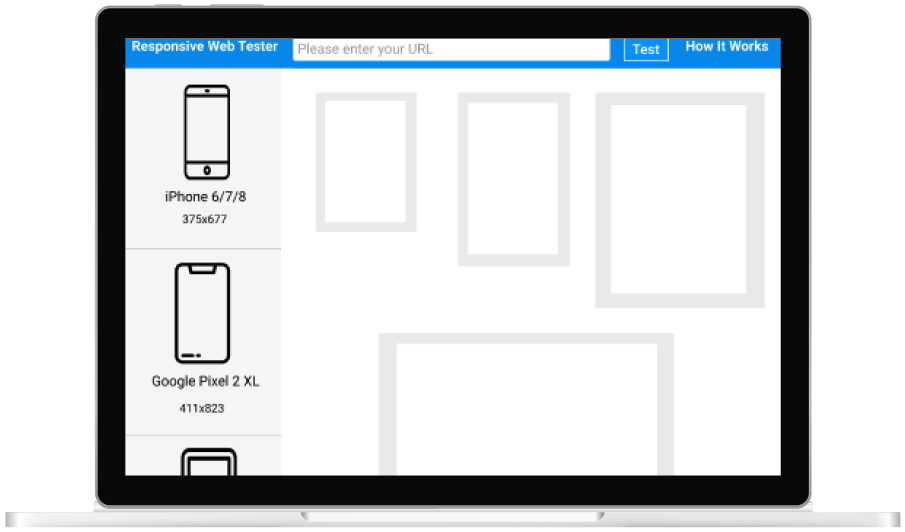 Responsive Web Tester
Please enter your URL
Test
How It Works
iPhone 6/7/8
375x677
Google Pixel 2 XL
411x823